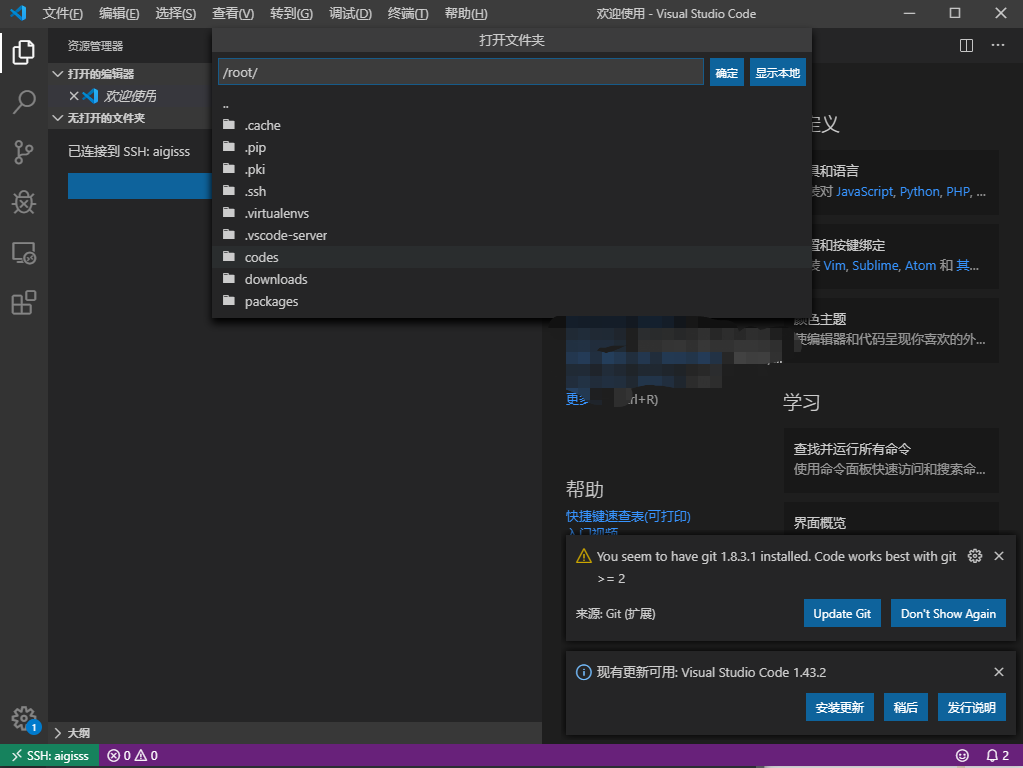 文件(F) 编辑(E) 选择(S) 查看(V) 转到(G) 调试(D) 终端(T) 帮助(H) 欢迎使用 - Visual Studio Code
资源管理器
打开的编辑器
欢迎使用
无打开的文件夹
已连接到 SSH: aigisss
打开文件夹
/root/
确定
显示本地
..
.cache
.pip
.pki
.ssh
.virtualenvs
.vscode-server
codes
downloads
packages
定义
具和语言
装对 JavaScript, Python, PHP, ...
置和按键绑定
装 Vim, Sublime, Atom 和 其...
颜色主题
使编辑器和代码呈现你喜欢的外...
更多
rl+R)
学习
查找并运行所有命令
使用命令面板快速访问和搜索命...
界面概览
帮助
快捷键速查表(可打印)
入门视频
You seem to have git 1.8.3.1 installed. Code works best with git
>= 2
来源: Git (扩展)
Update Git
Don't Show Again
现有更新可用: Visual Studio Code 1.43.2
安装更新
稍后
发行说明
大纲
1
SSH: aigisss
0
0
2